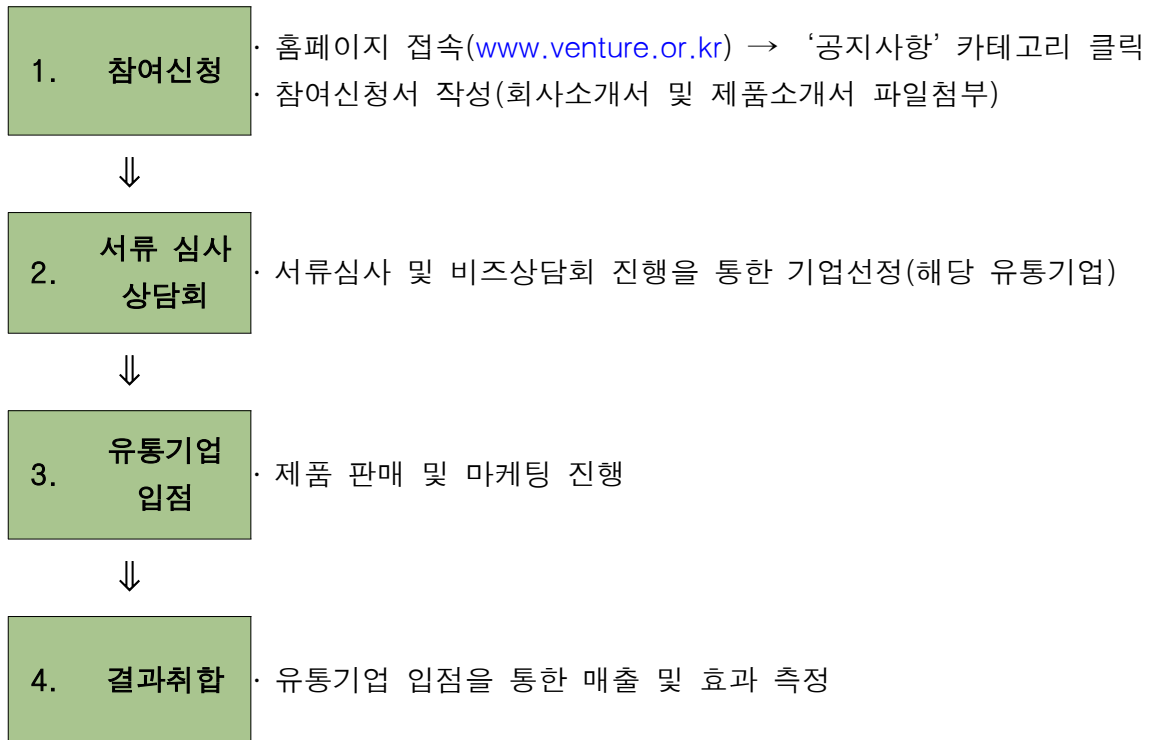 1. 참여신청
· 홈페이지 접속(www.venture.or.kr) → ‘공지사항’ 카테고리 클릭
· 참여신청서 작성(회사소개서 및 제품소개서 파일첨부)
⇓
2. 서류 심사
상담회
· 서류심사 및 비즈상담회 진행을 통한 기업선정(해당 유통기업)
⇓
3. 유통기업
입점
· 제품 판매 및 마케팅 진행
⇓
4. 결과취합
· 유통기업 입점을 통한 매출 및 효과 측정